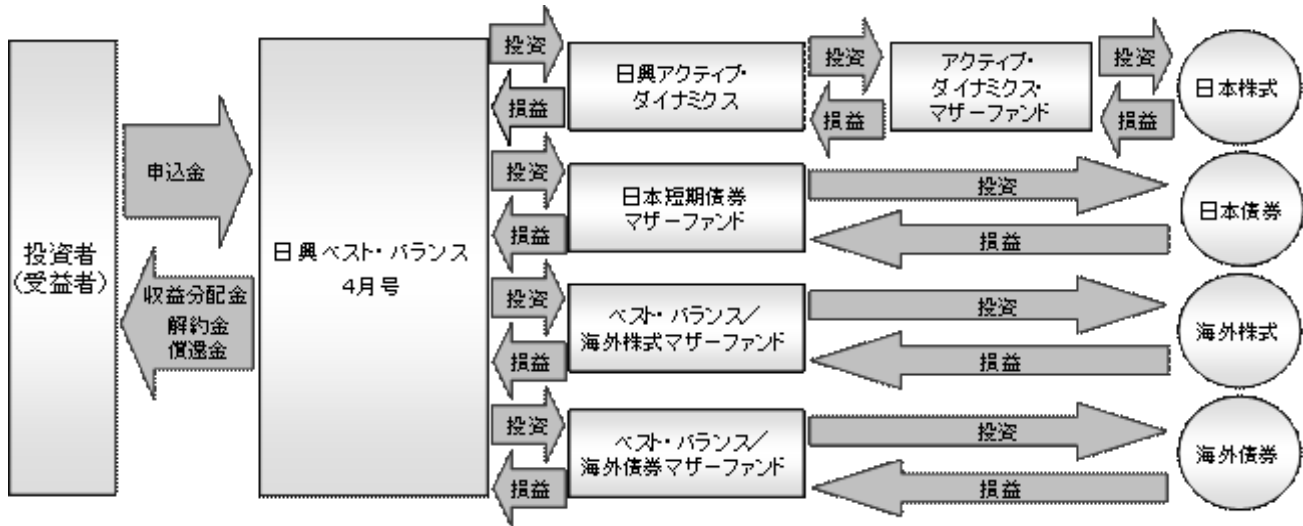 投資者
(受益者)
申込金
収益分配金
解約金
償還金
日興ベスト・バランス
4月号
投資
損益
日興アクティブ・
ダイナミクス
投資
損益
アクティブ・
ダイナミクス・
マザーファンド
投資
損益
日本株式
投資
損益
日本短期債券
マザーファンド
投資
損益
日本債券
投資
損益
ベスト・バランス／
海外株式マザーファンド
投資
損益
海外株式
投資
損益
ベスト・バランス／
海外債券マザーファンド
投資
損益
海外債券